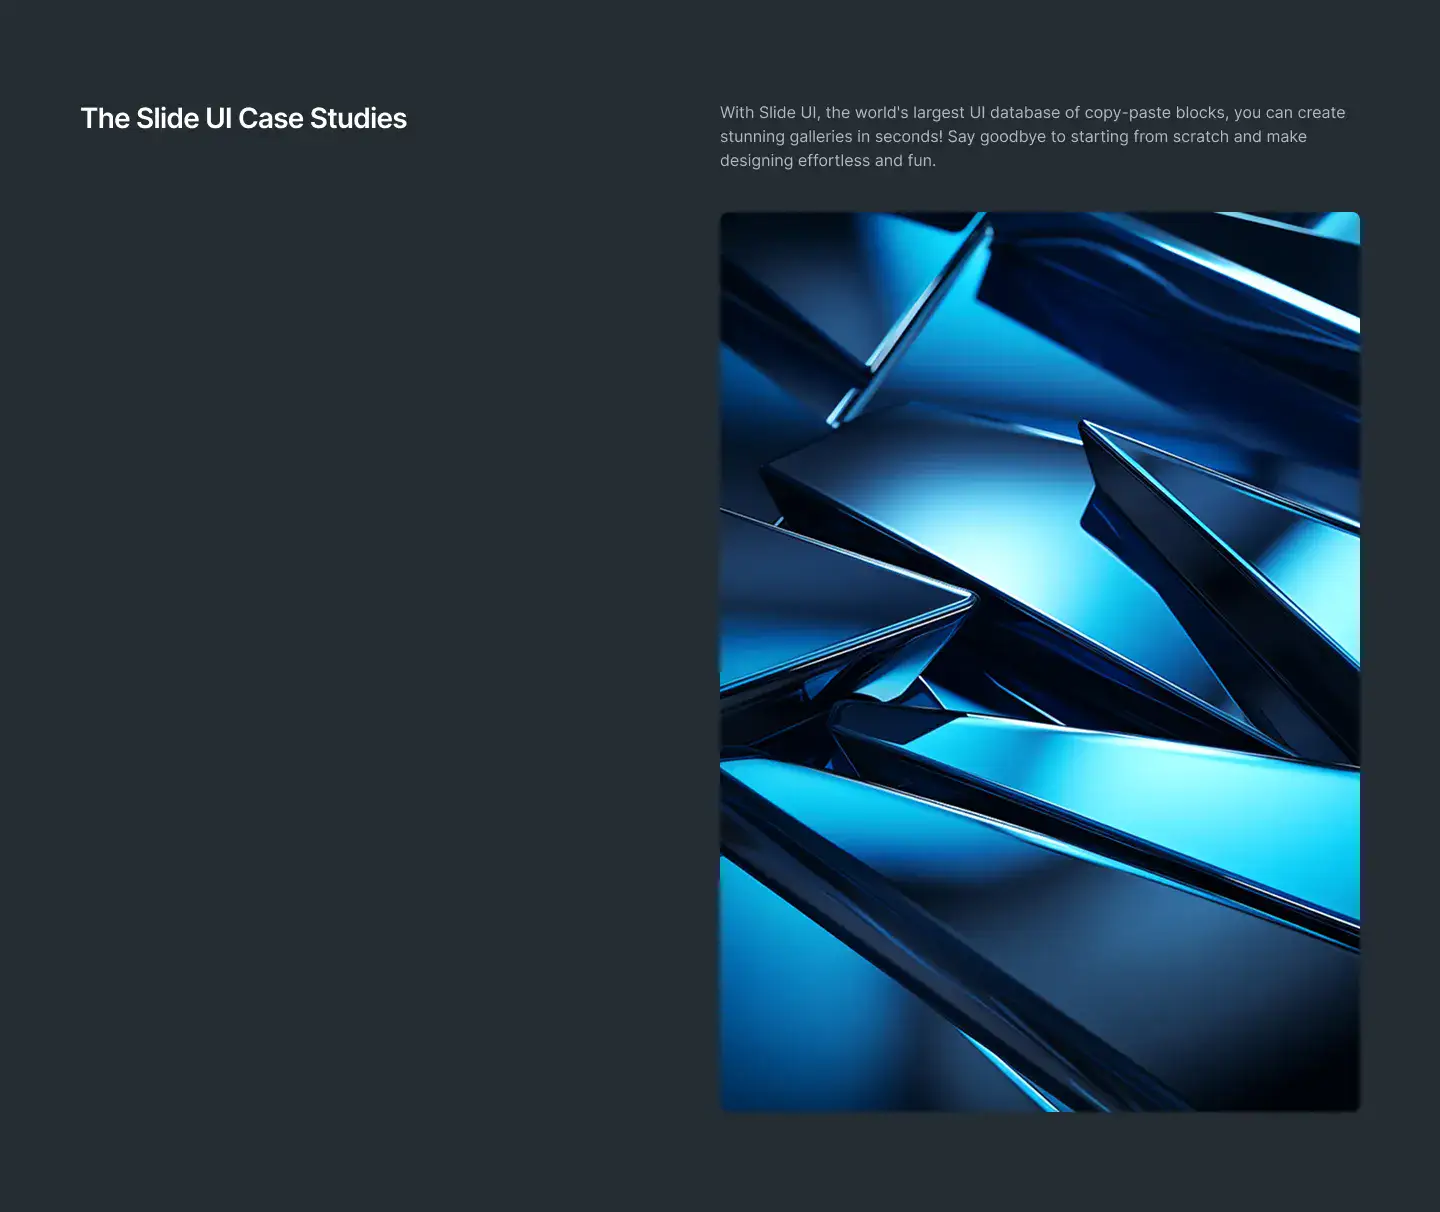 The Slide UI Case Studies
With Slide UI, the world's largest UI database of copy-paste blocks, you can create
stunning galleries in seconds! Say goodbye to starting from scratch and make
designing effortless and fun.